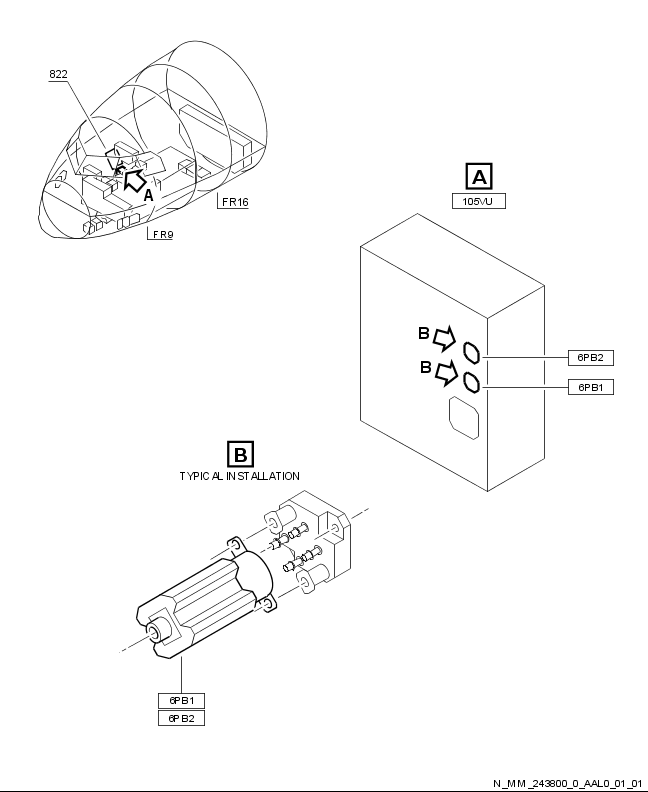 822
A
FR16
FR9
A
105VU
B
6PB2
B
6PB1
B
TYPICAL INSTALLATION
6PB1
6PB2
N_MM_243800_0_AAL0_01_01